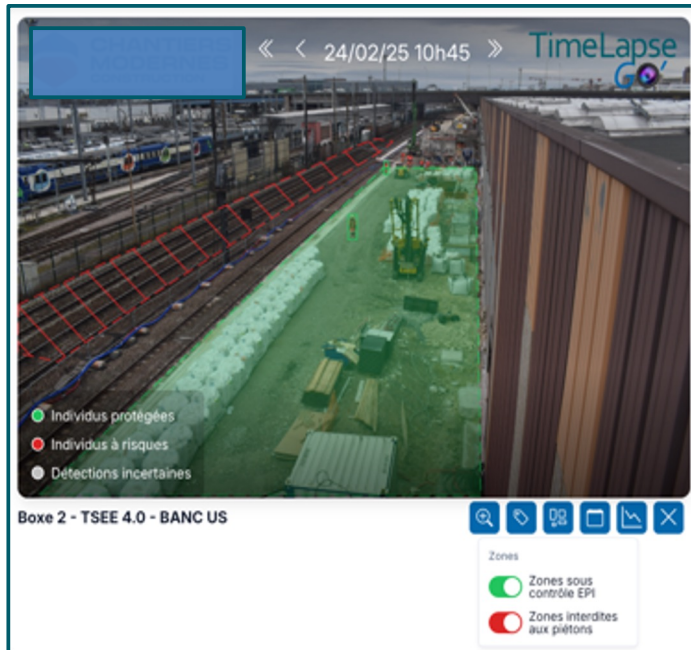 CHANTIERS
24/02/25 10h45
TimeLapse
GO'
Individus protégées
Individus à risques
Détections incertaines
Boxe 2 - TSEE 4.0 - BANC US
Zones
Zones sous
contrôle EPI
Zones interdites
aux piétons